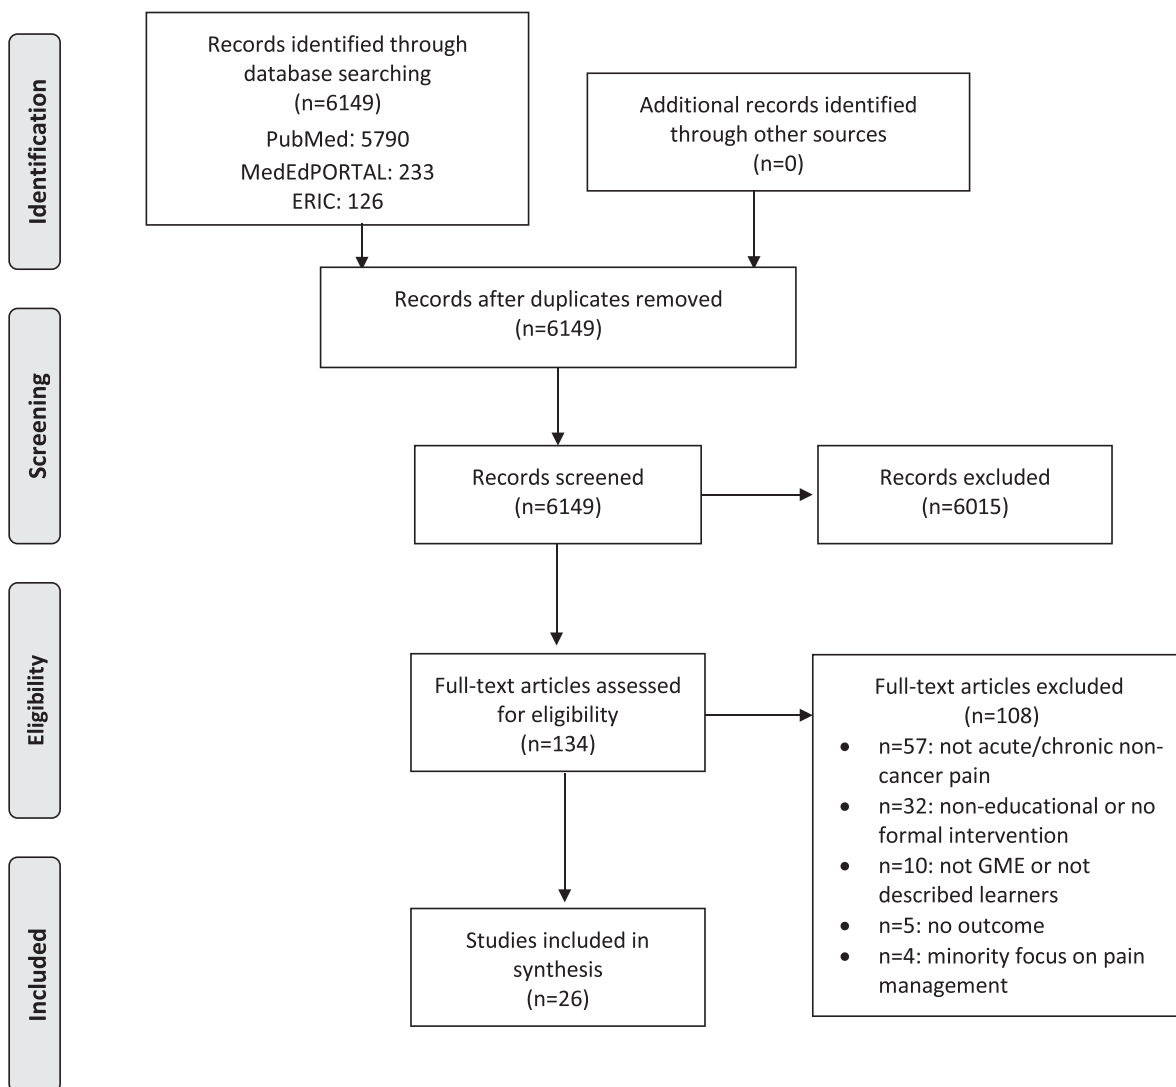 Identification
Records identified through
database searching
(n=6149)
PubMed: 5790
MedEdPORTAL: 233
ERIC: 126
Additional records identified
through other sources
(n=0)
Records after duplicates removed
(n=6149)
Screening
Records screened
(n=6149)
Records excluded
(n=6015)
Eligibility
Full-text articles assessed
for eligibility
(n=134)
Full-text articles excluded
(n=108)
• n=57: not acute/chronic non-
cancer pain
• n=32: non-educational or no
formal intervention
• n=10: not GME or not
described learners
• n=5: no outcome
• n=4: minority focus on pain
management
Included
Studies included in
synthesis
(n=26)